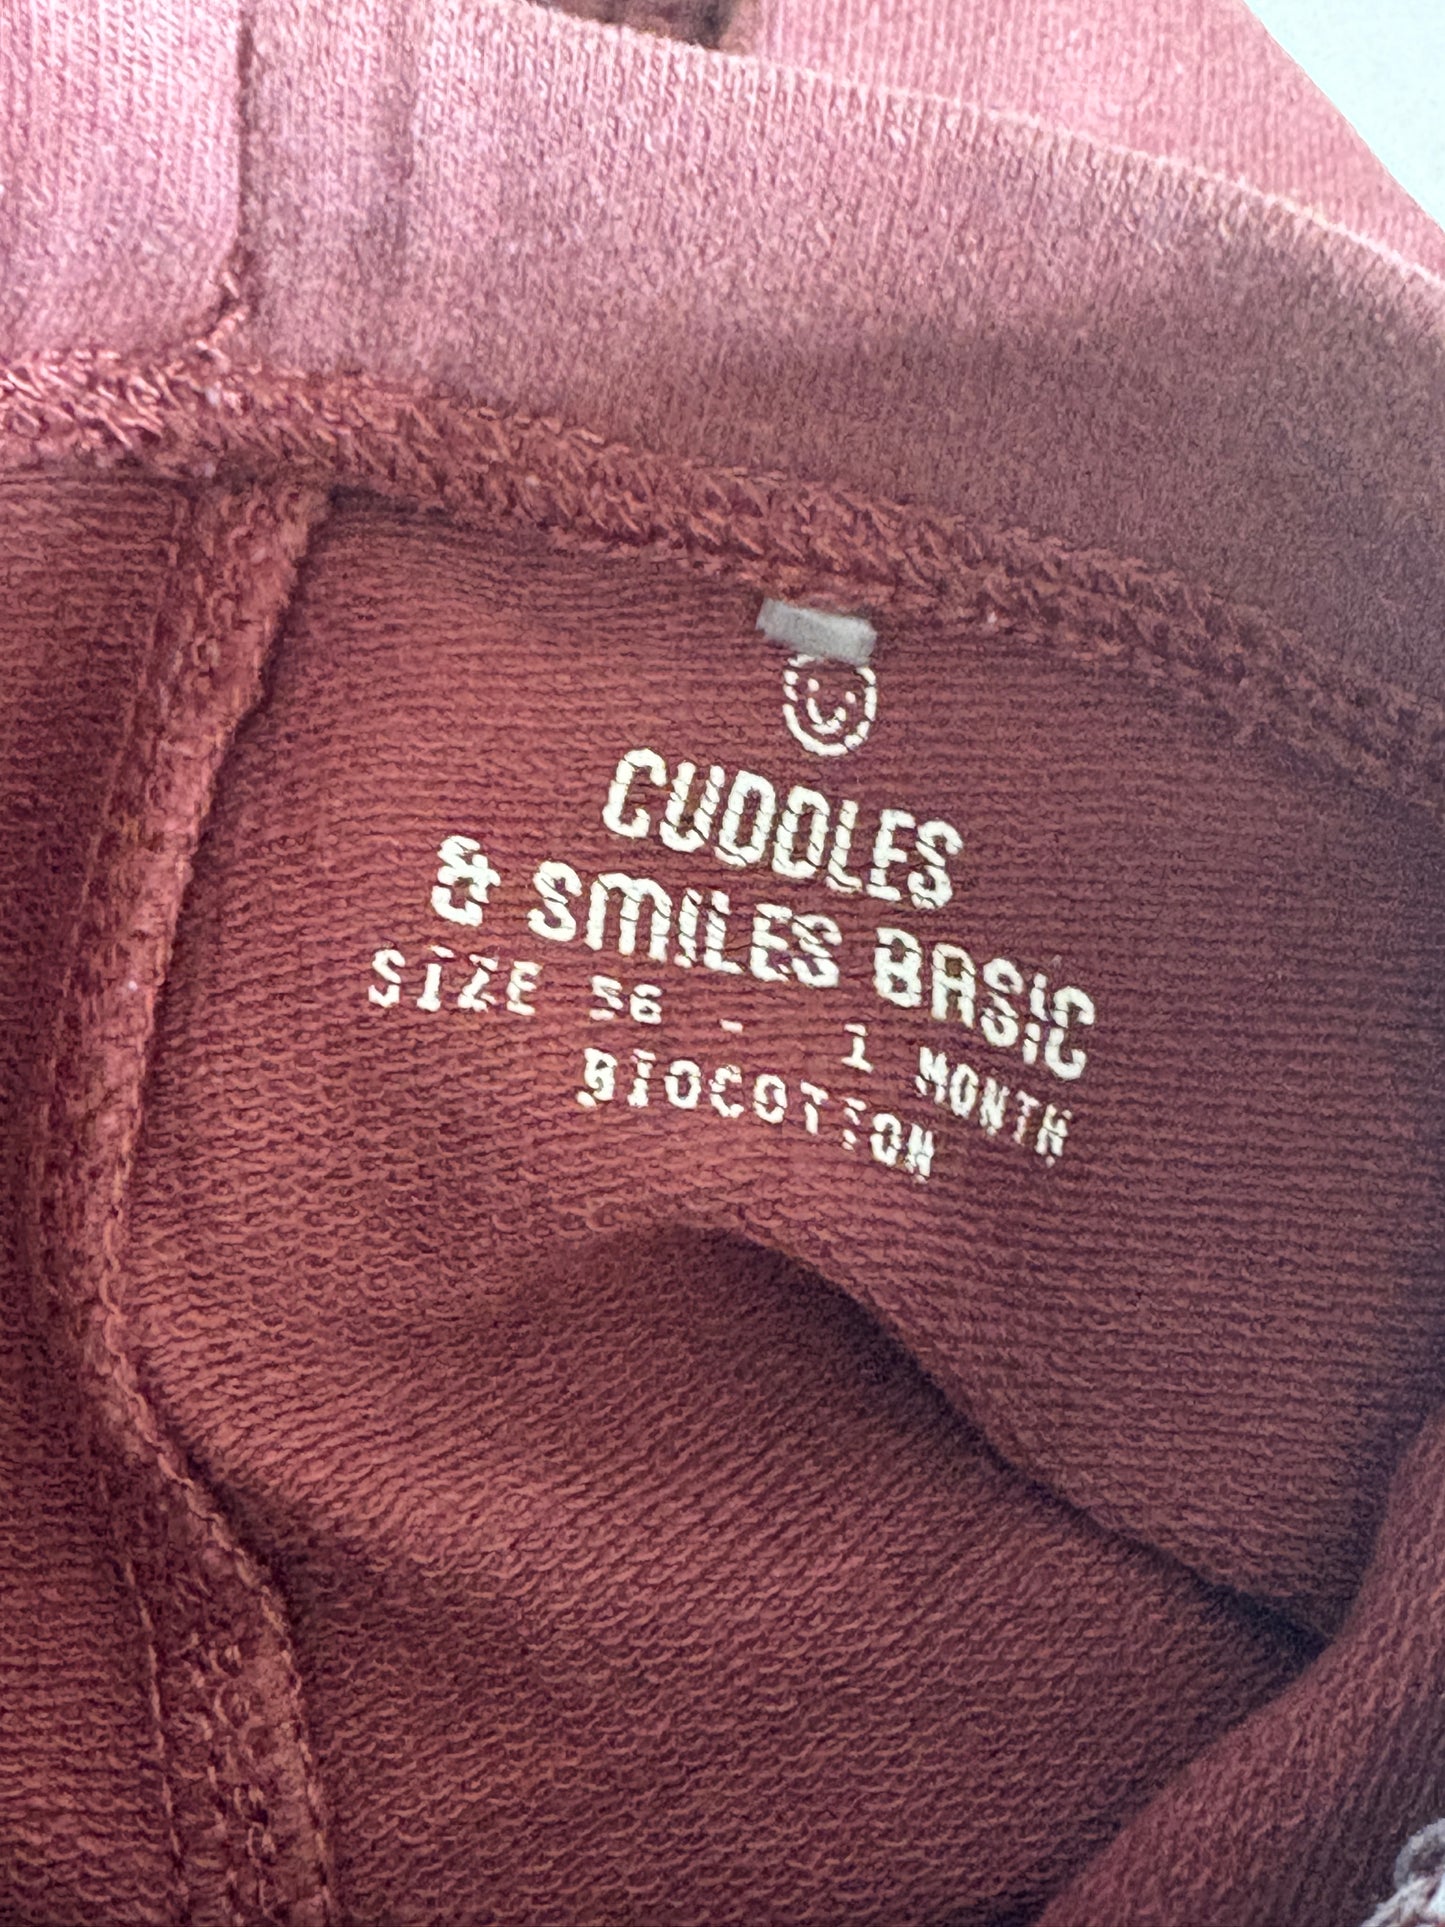 CUDDLES
& SMILES BASIC
SIZE 56 - 1 MONTH
BIOCOTTON